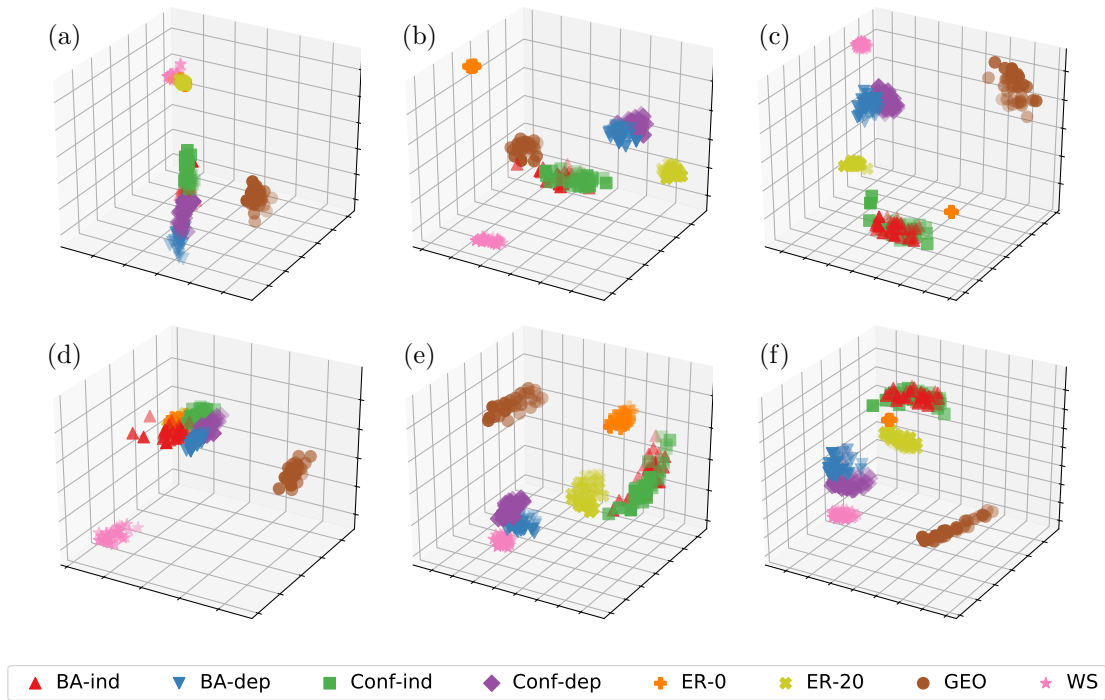 (a) (b) (c)
(d) (e) (f)
BA-ind BA-dep Conf-ind Conf-dep ER-0 ER-20 GEO WS